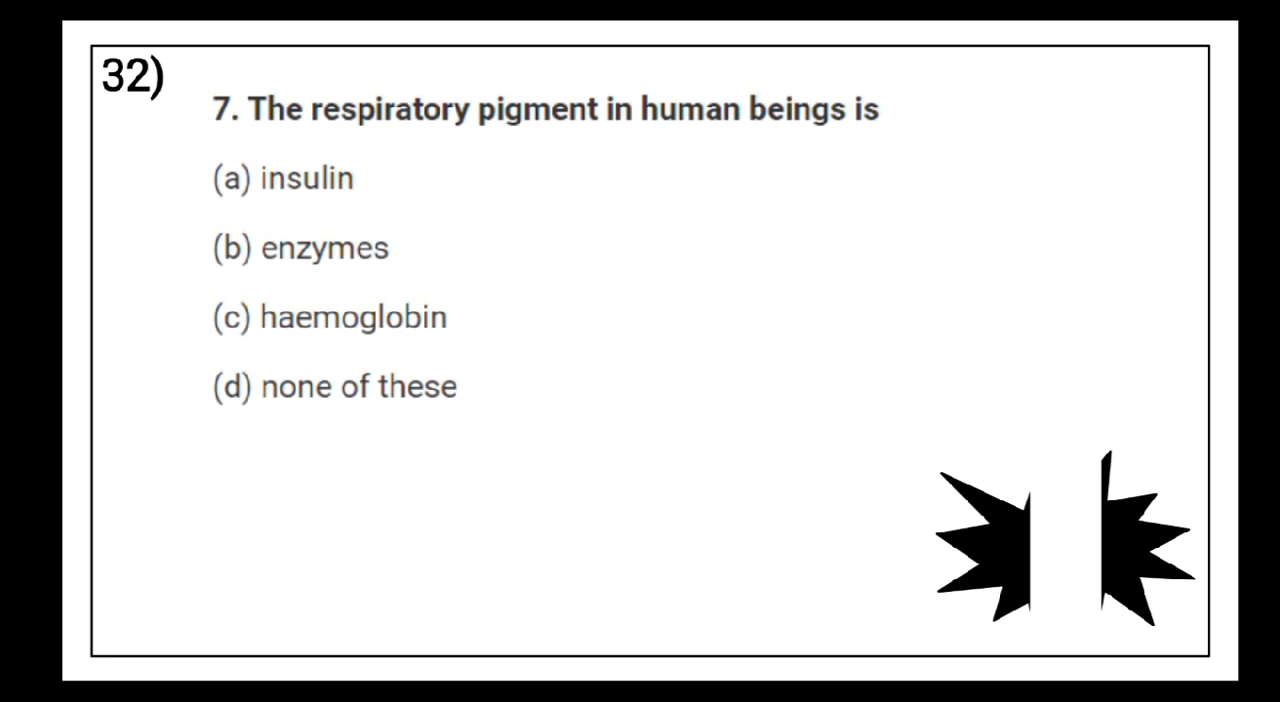 32)
7. The respiratory pigment in human beings is
(a) insulin
(b) enzymes
(c) haemoglobin
(d) none of these